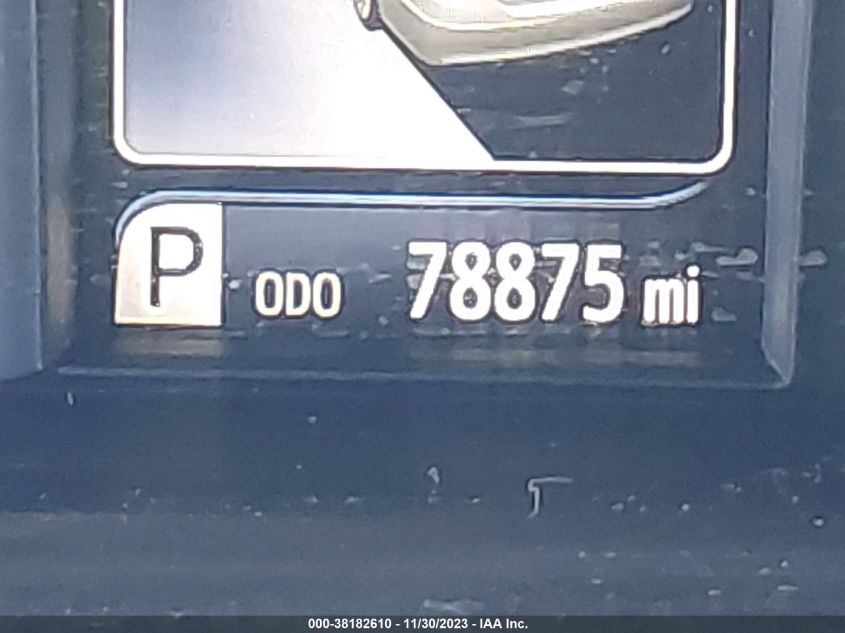 P ODO 78875 mi
000-38182610 - 11/30/2023 - IAA Inc.